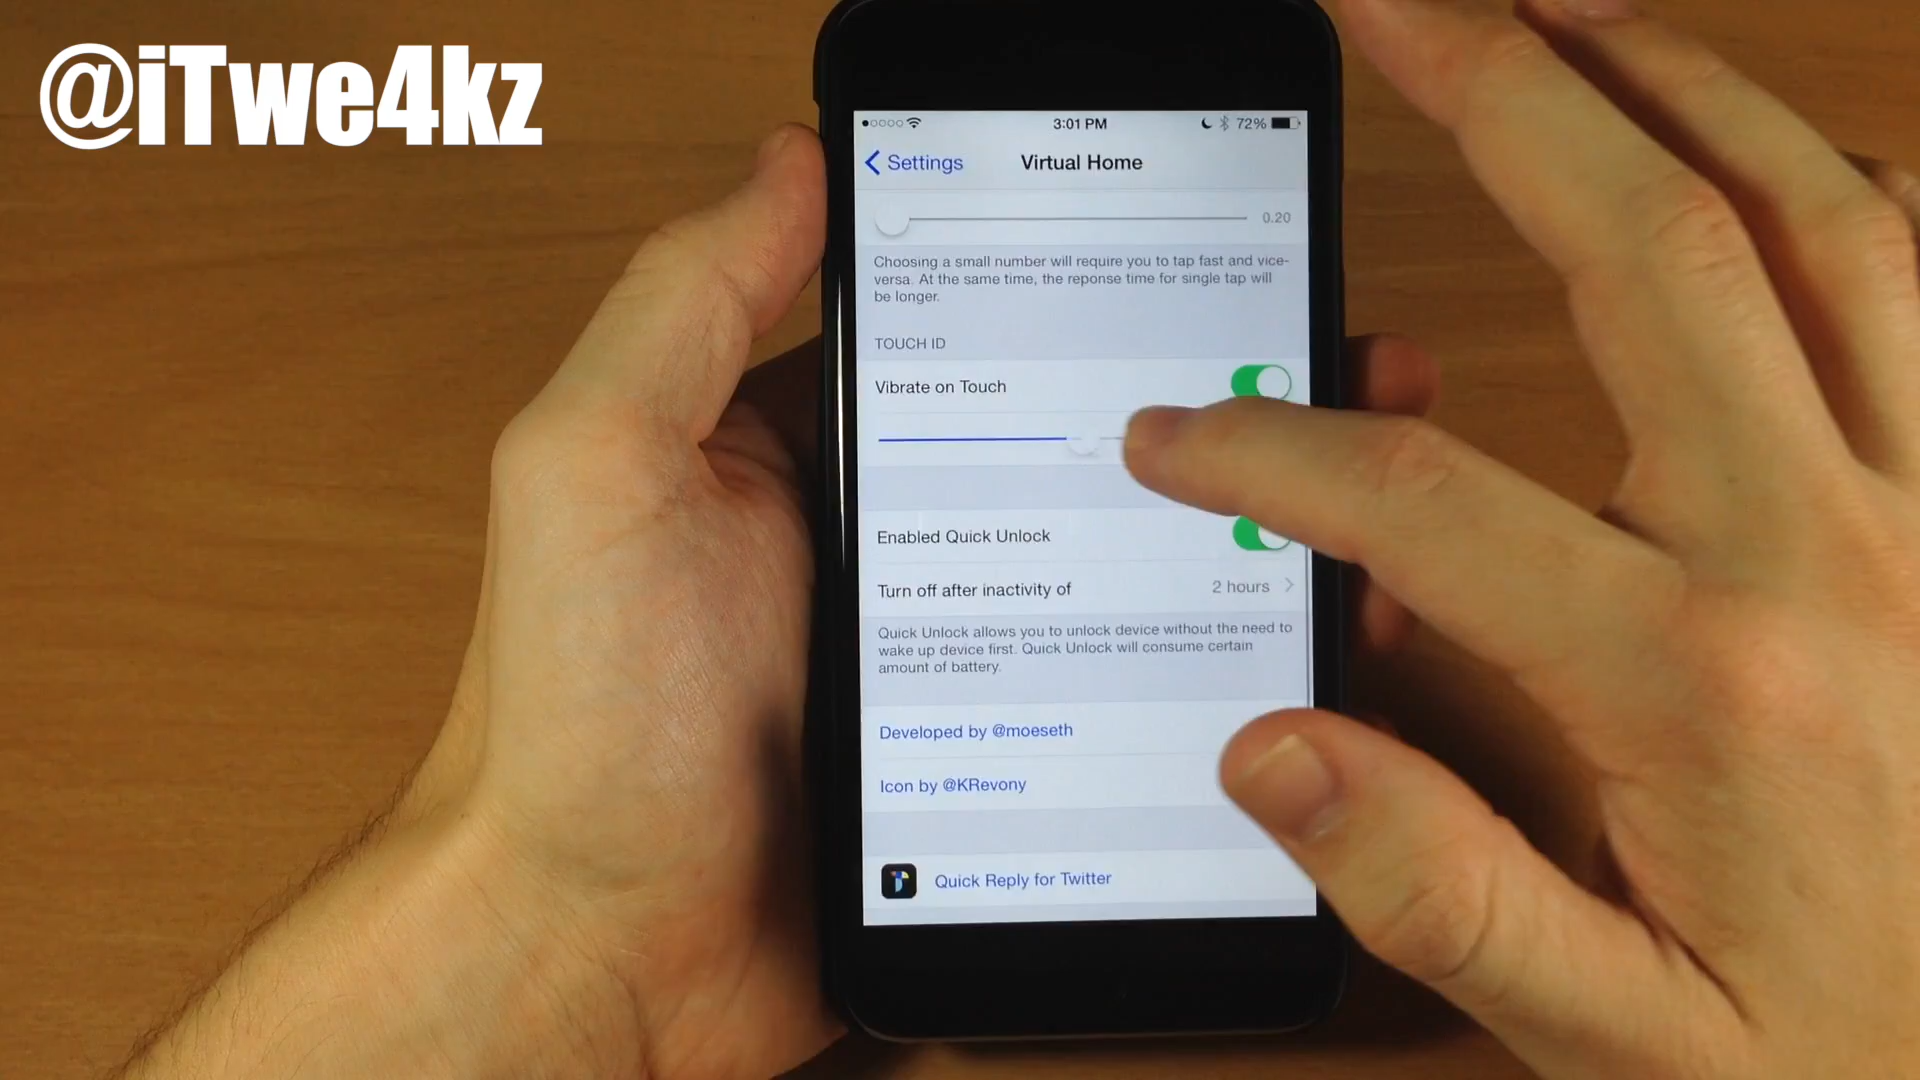 @iTwe4kz
3:01 PM
72%
Settings
Virtual Home
0.20
Choosing a small number will require you to tap fast and vice-
versa. At the same time, the reponse time for single tap will
be longer.
TOUCH ID
Vibrate on Touch
Enabled Quick Unlock
Turn off after inactivity of
2 hours
Quick Unlock allows you to unlock device without the need to
wake up device first. Quick Unlock will consume certain
amount of battery.
Developed by @moeseth
Icon by @KRevony
Quick Reply for Twitter